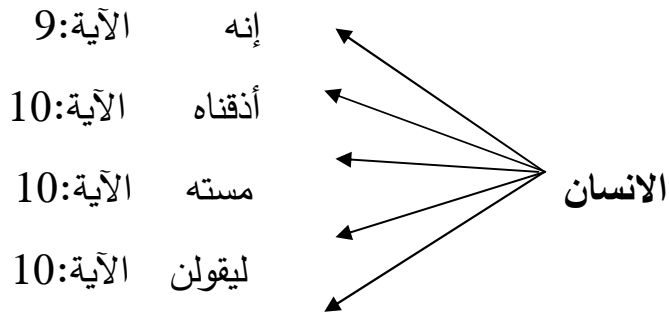 إنه الآية:9
أذقناه الآية:10
الانسان
مسته الآية:10
ليقولن الآية:10